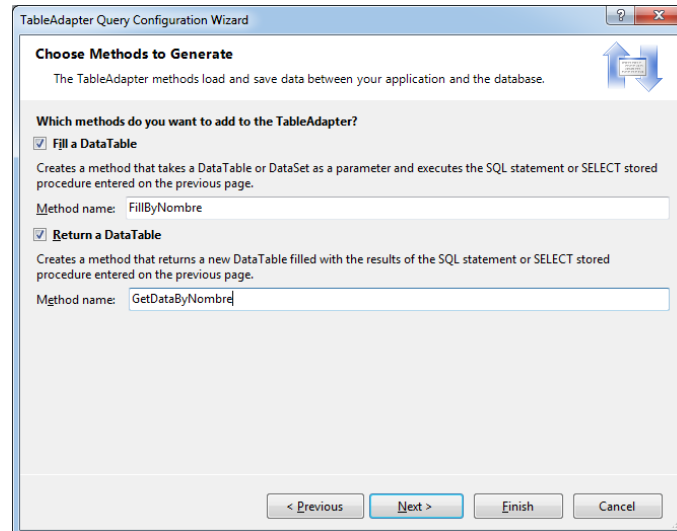 TableAdapter Query Configuration Wizard
Choose Methods to Generate
The TableAdapter methods load and save data between your application and the database.
Which methods do you want to add to the TableAdapter?
Fill a DataTable
Creates a method that takes a DataTable or DataSet as a parameter and executes the SQL statement or SELECT stored
procedure entered on the previous page.
Method name: FillByNombre
Return a DataTable
Creates a method that returns a new DataTable filled with the results of the SQL statement or SELECT stored
procedure entered on the previous page.
Method name: GetDataByNombre
< Previous Next > Finish Cancel